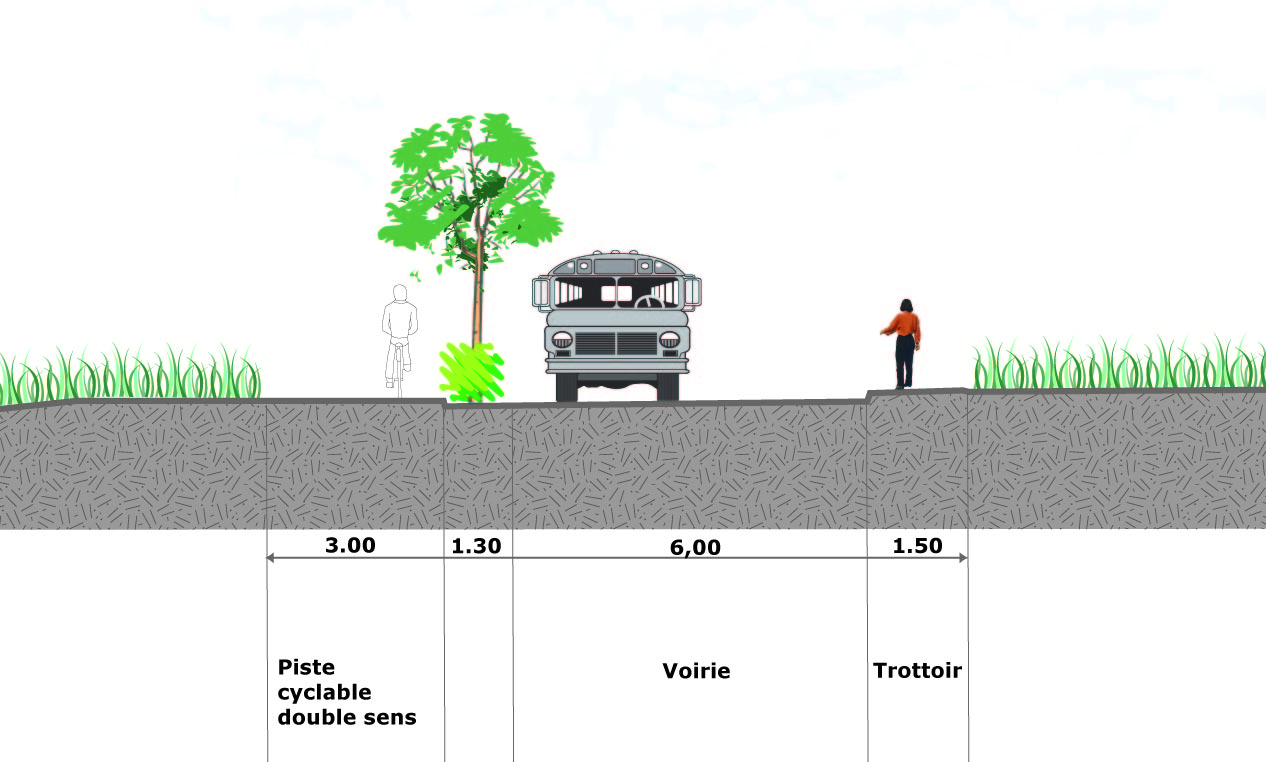 3.00
1.30
6,00
1.50
Piste
cyclable
double sens
Voirie
Trottoir